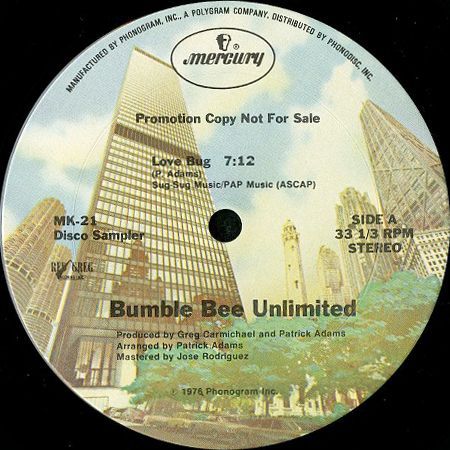 MANUFACTURED BY PHONOGRAM, INC., A POLYGRAM COMPANY, DISTRIBUTED BY PHONODISC, INC.
mercury
Promotion Copy Not For Sale
Love Bug 7:12
(P. Adams)
Sug-Sug Music/PAP Music (ASCAP)
MK-21
Disco Sampler
SIDE A
33 1/3 RPM
STEREO
RED GREG
Bumble Bee Unlimited
Produced by Greg Carmichael and Patrick Adams
Arranged by Patrick Adams
Mastered by Jose Rodriguez
℗ 1976 Phonogram Inc.